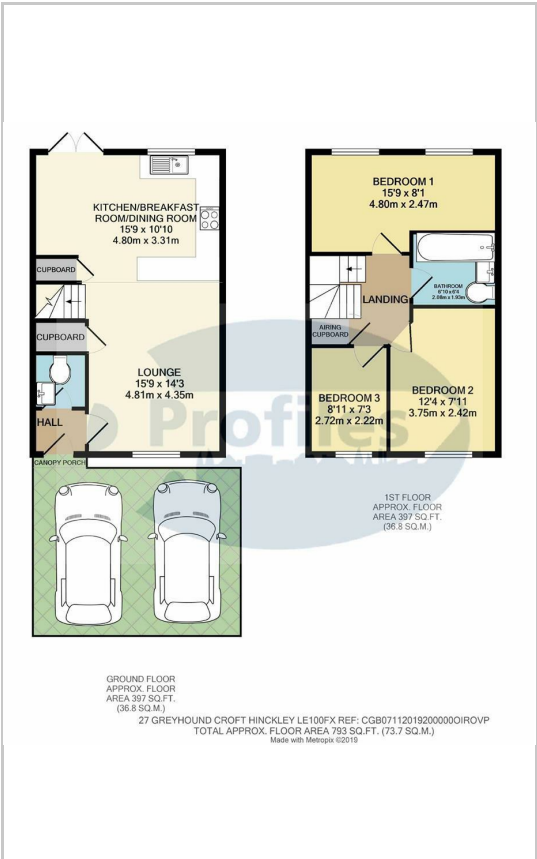 KITCHEN/BREAKFAST
ROOM/DINING ROOM
15'9 x 10'10
4.80m x 3.31m
CUPBOARD
CUPBOARD
LOUNGE
15'9 x 14'3
4.81m x 4.35m
HALL
CANOPY PORCH
BEDROOM 1
15'9 x 8'1
4.80m x 2.47m
BATHROOM
6'10 x 6'4
2.08m x 1.93m
LANDING
AIRING
CUPBOARD
BEDROOM 3
8'11 x 7'3
2.72m x 2.22m
BEDROOM 2
12'4 x 7'11
3.75m x 2.42m
Profiles
1ST FLOOR
APPROX. FLOOR
AREA 397 SQ.FT.
(36.8 SQ.M.)
GROUND FLOOR
APPROX. FLOOR
AREA 397 SQ.FT.
(36.8 SQ.M.)
27 GREYHOUND CROFT HINCKLEY LE100FX REF: CGB07112019200000OIROVP
TOTAL APPROX. FLOOR AREA 793 SQ.FT. (73.7 SQ.M.)
Made with Metropix ©2019